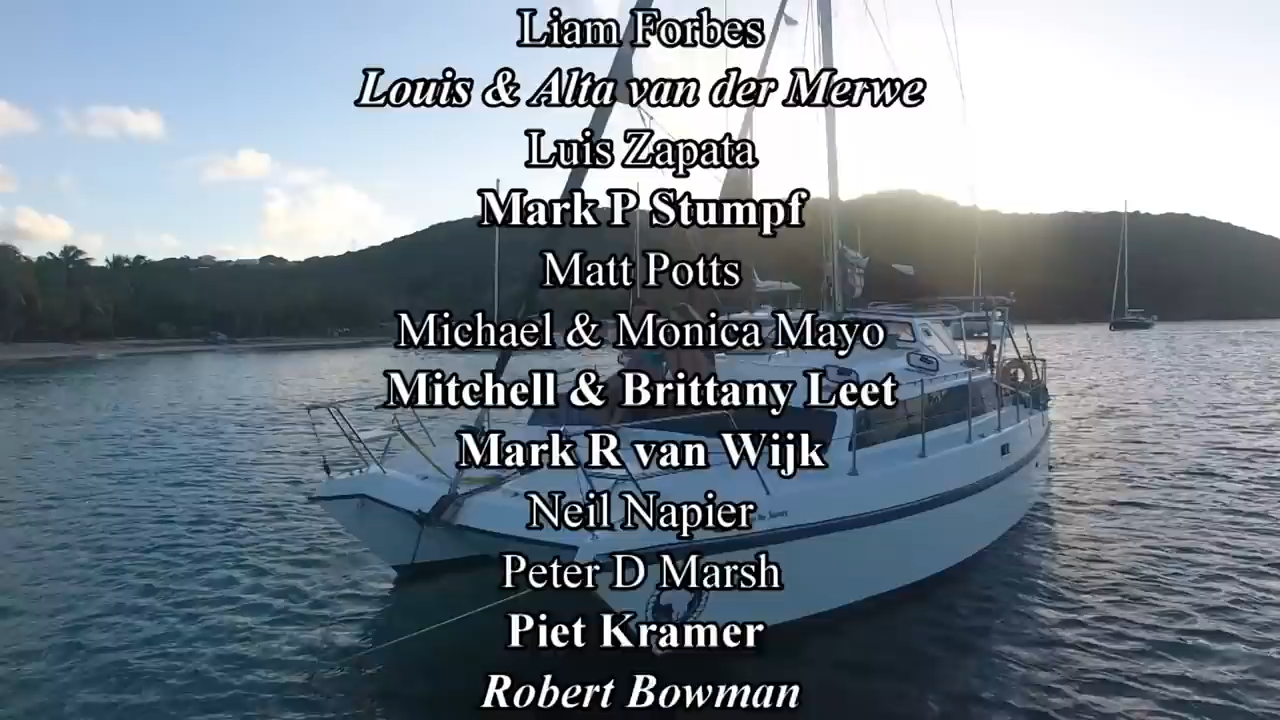 Liam Forbes
Louis & Alta van der Merwe
Luis Zapata
Mark P Stumpf
Matt Potts
Michael & Monica Mayo
Mitchell & Brittany Leet
Mark R van Wijk
Neil Napier
Peter D Marsh
Piet Kramer
Robert Bowman